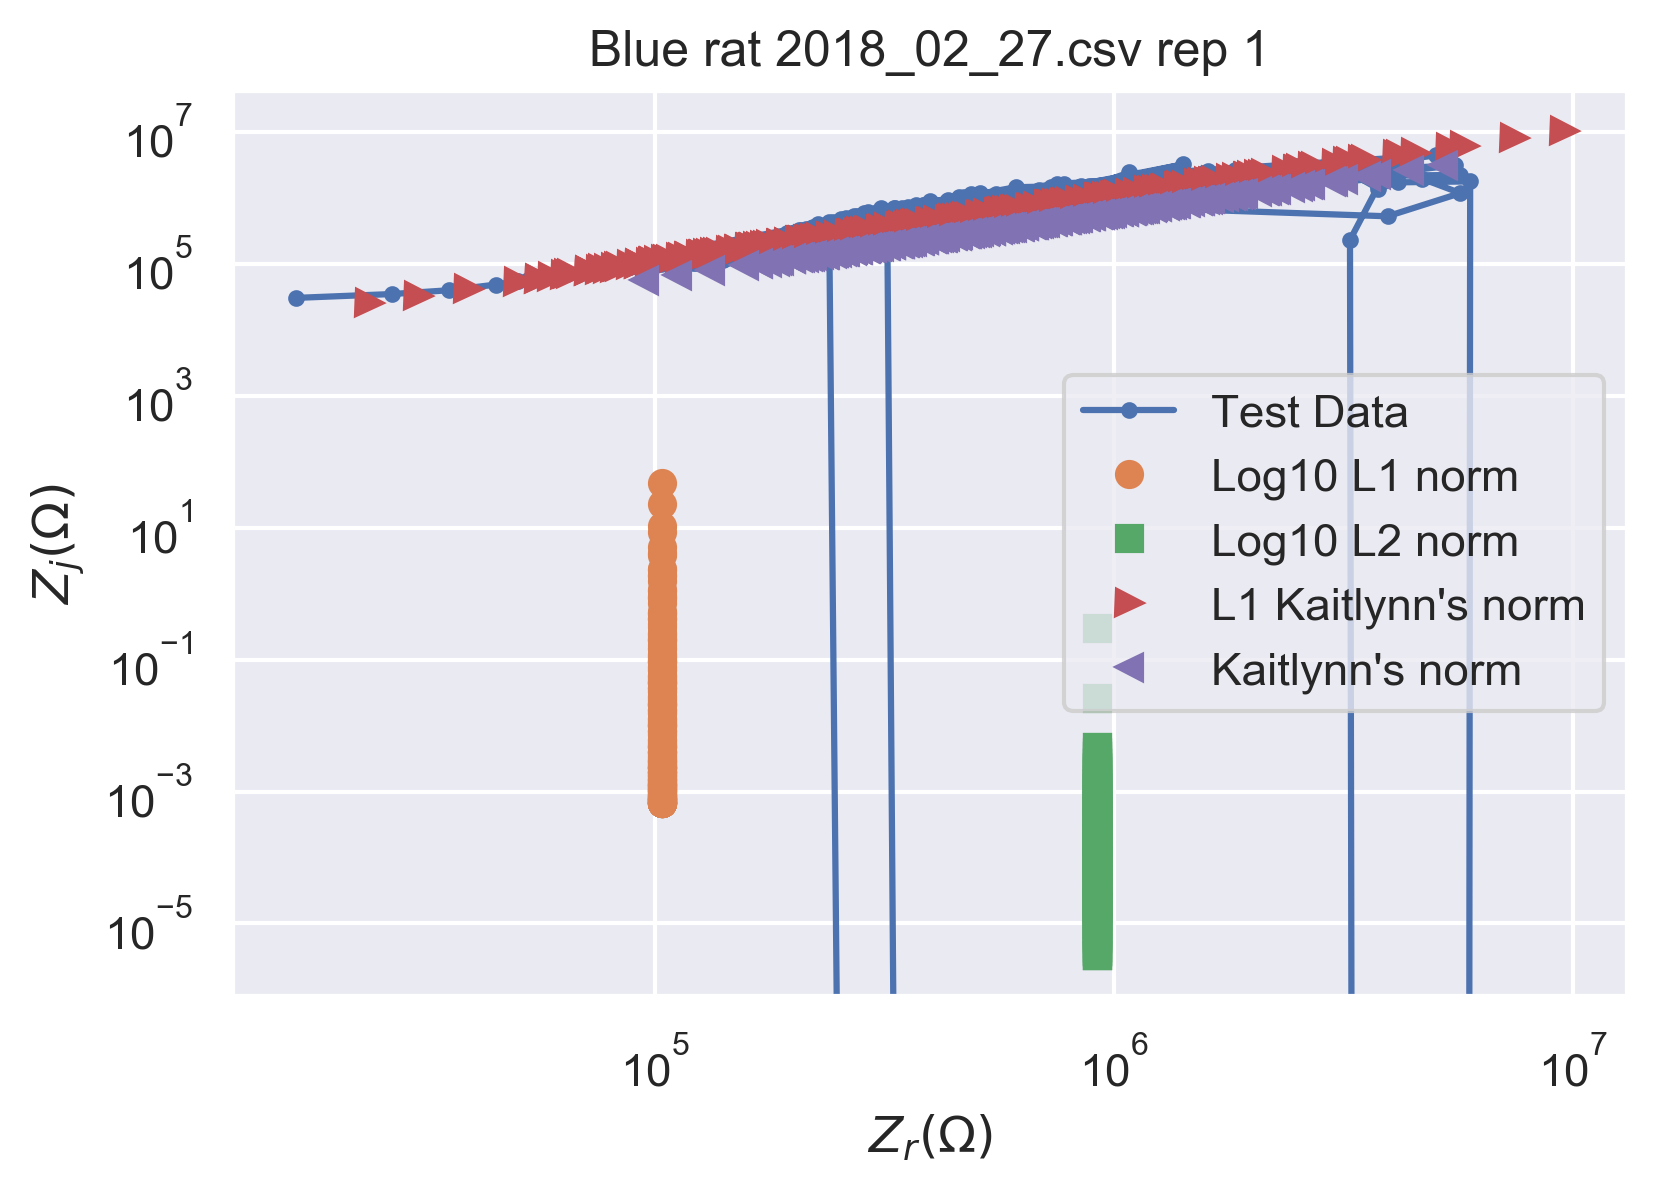 Blue rat 2018_02_27.csv rep 1
10^7
10^5
10^3
10^1
10^−1
10^−3
10^−5
Z_j(Ω)
Test Data
Log10 L1 norm
Log10 L2 norm
L1 Kaitlynn's norm
Kaitlynn's norm
10^5 10^6 10^7
Z_r(Ω)